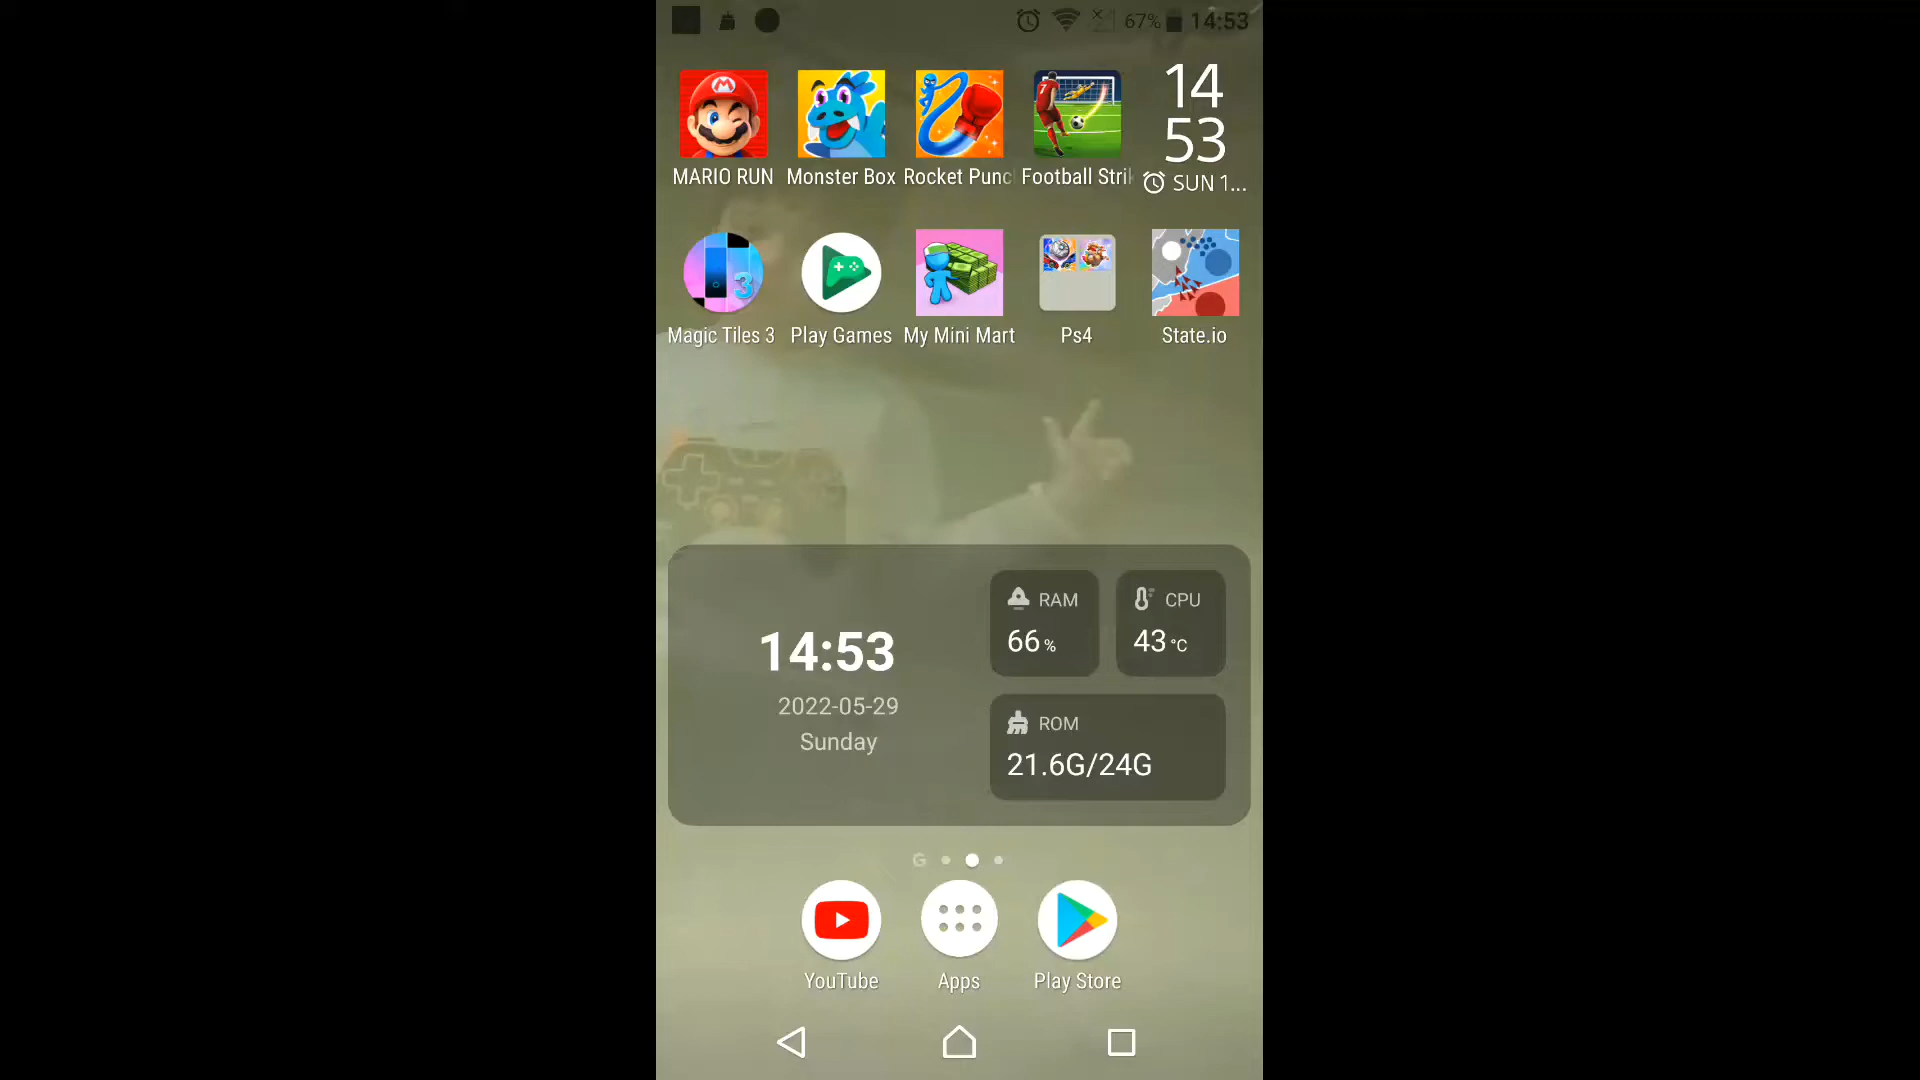 67% 14:53
14
53
SUN 1...
MARIO RUN Monster Box Rocket Punc Football Stri
Magic Tiles 3 Play Games My Mini Mart Ps4 State.io
RAM CPU
66 % 43 °C
14:53
2022-05-29
Sunday
ROM
21.6G/24G
G
YouTube Apps Play Store